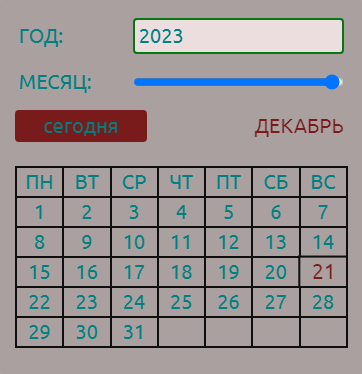 ГОД: 2023
МЕСЯЦ:
сегодня ДЕКАБРЬ
ПН ВТ СР ЧТ ПТ СБ ВС
1 2 3 4 5 6 7
8 9 10 11 12 13 14
15 16 17 18 19 20 21
22 23 24 25 26 27 28
29 30 31